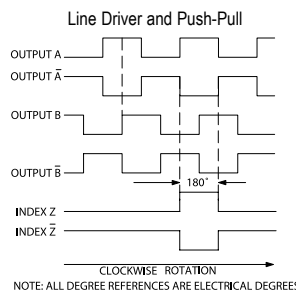 Line Driver and Push-Pull
OUTPUT A
OUTPUT A̅
OUTPUT B
OUTPUT B̅
180°
INDEX Z
INDEX Z̅
CLOCKWISE ROTATION
NOTE: ALL DEGREE REFERENCES ARE ELECTRICAL DEGREES